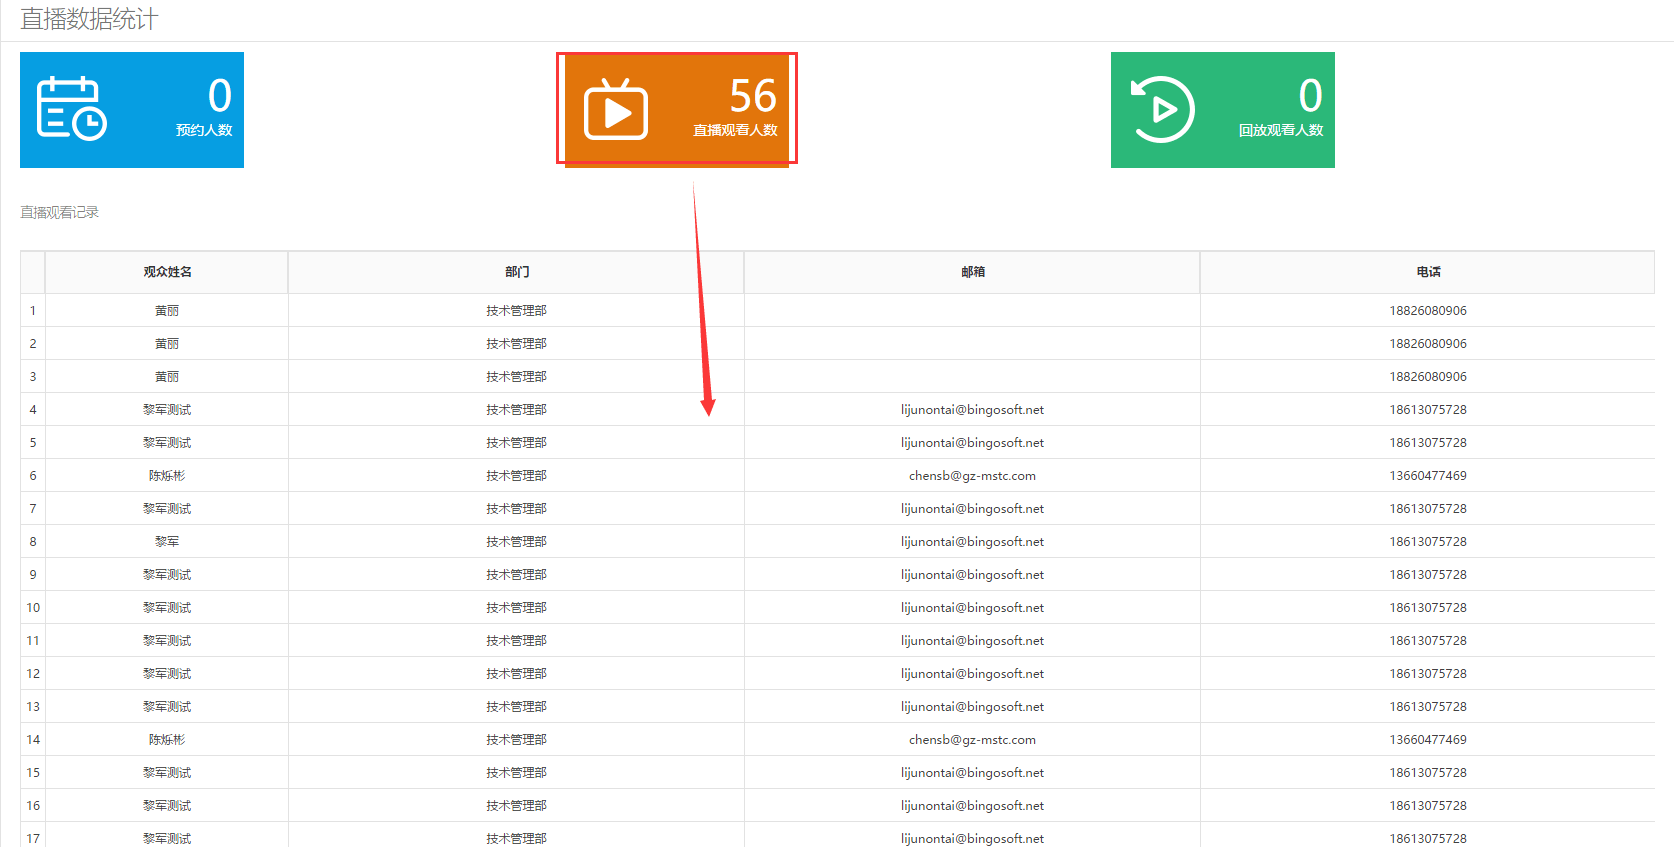 直播数据统计
0
预约人数
56
直播观看人数
0
回放观看人数
直播观看记录
观众姓名 部门 邮箱 电话
1 黄丽 技术管理部 18826080906
2 黄丽 技术管理部 18826080906
3 黄丽 技术管理部 18826080906
4 黎军测试 技术管理部 lijunontai@bingosoft.net 18613075728
5 黎军测试 技术管理部 lijunontai@bingosoft.net 18613075728
6 陈烁彬 技术管理部 chensb@gz-mstc.com 13660477469
7 黎军测试 技术管理部 lijunontai@bingosoft.net 18613075728
8 黎军 技术管理部 lijunontai@bingosoft.net 18613075728
9 黎军测试 技术管理部 lijunontai@bingosoft.net 18613075728
10 黎军测试 技术管理部 lijunontai@bingosoft.net 18613075728
11 黎军测试 技术管理部 lijunontai@bingosoft.net 18613075728
12 黎军测试 技术管理部 lijunontai@bingosoft.net 18613075728
13 黎军测试 技术管理部 lijunontai@bingosoft.net 18613075728
14 陈烁彬 技术管理部 chensb@gz-mstc.com 13660477469
15 黎军测试 技术管理部 lijunontai@bingosoft.net 18613075728
16 黎军测试 技术管理部 lijunontai@bingosoft.net 18613075728
17 黎军测试 技术管理部 lijunontai@bingosoft.net 18613075728